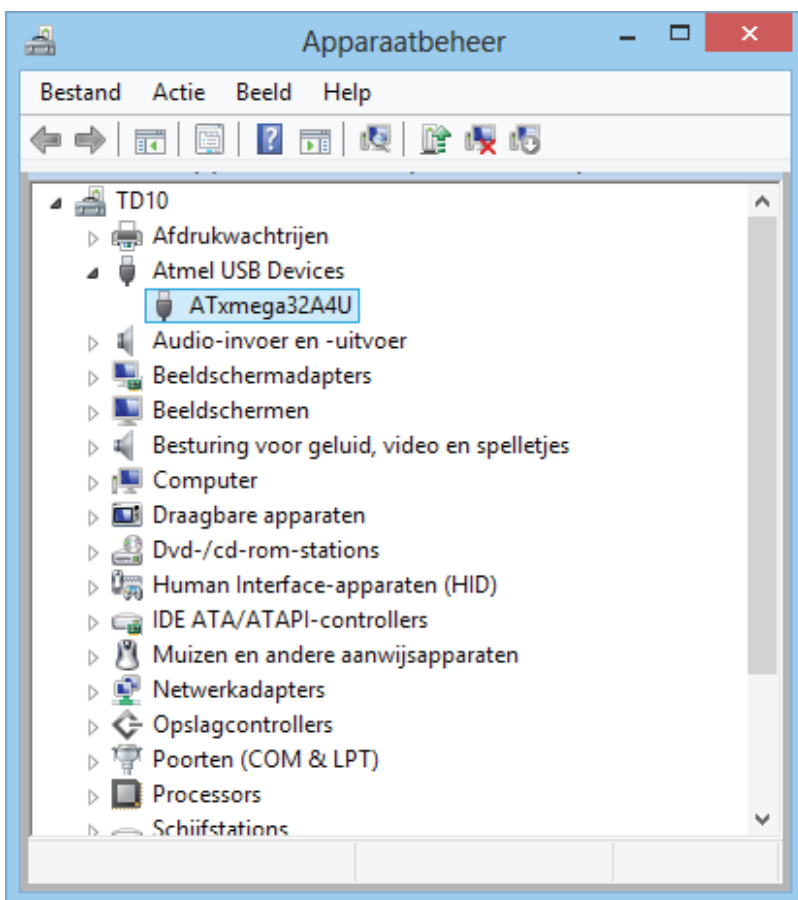 Apparaatbeheer
Bestand Actie Beeld Help
TD10
Afdrukwachtrijen
Atmel USB Devices
ATxmega32A4U
Audio-invoer en -uitvoer
Beeldschermadapters
Beeldschermen
Besturing voor geluid, video en spelletjes
Computer
Draagbare apparaten
Dvd-/cd-rom-stations
Human Interface-apparaten (HID)
IDE ATA/ATAPI-controllers
Muizen en andere aanwijsapparaten
Netwerkadapters
Opslagcontrollers
Poorten (COM & LPT)
Processors
Schijfstations